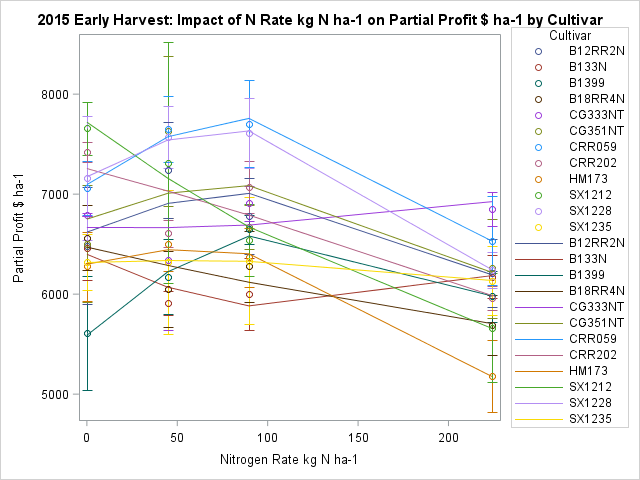 2015 Early Harvest: Impact of N Rate kg N ha-1 on Partial Profit $ ha-1 by Cultivar
Cultivar
B12RR2N
B133N
B1399
B18RR4N
CG333NT
CG351NT
CRR059
CRR202
HM173
SX1212
SX1228
SX1235
B12RR2N
B133N
B1399
B18RR4N
CG333NT
CG351NT
CRR059
CRR202
HM173
SX1212
SX1228
SX1235
Partial Profit $ ha-1
8000
7000
6000
5000
0
50
100
150
200
Nitrogen Rate kg N ha-1